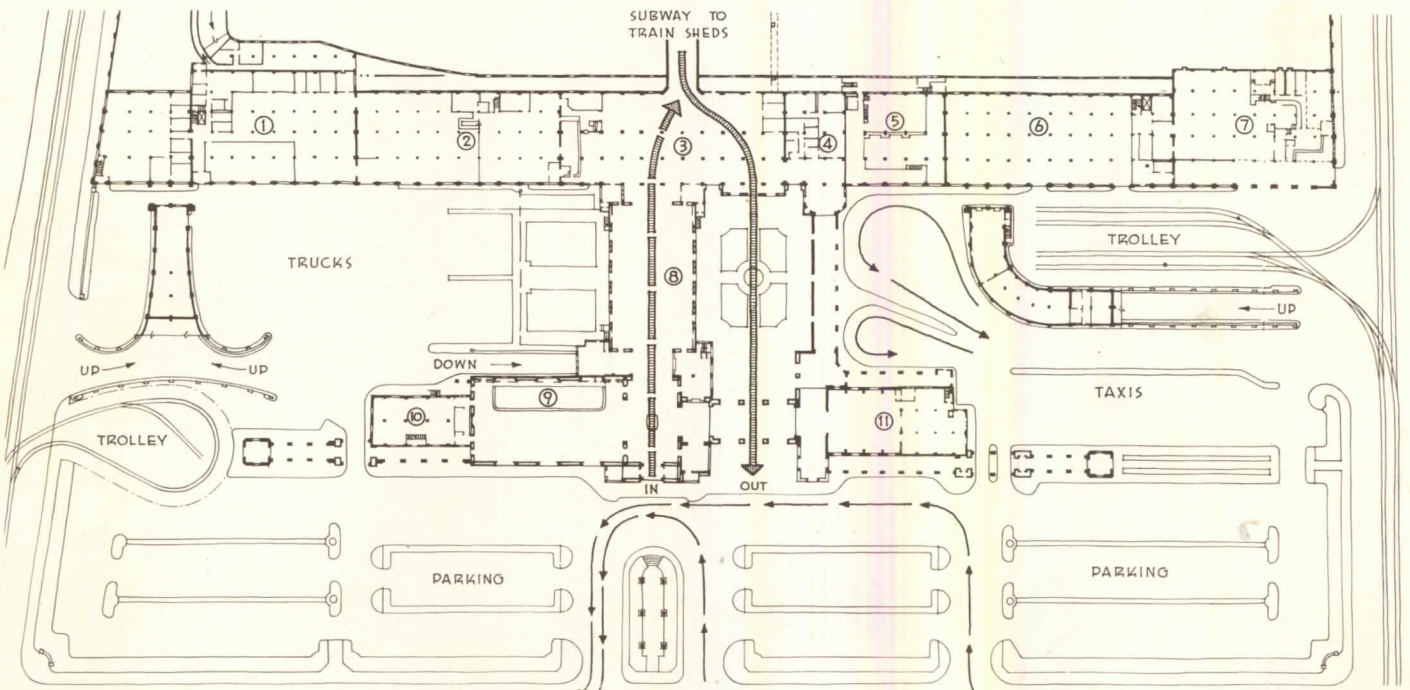 SUBWAY TO
TRAIN SHEDS
1
2
3
4
5
6
7
TRUCKS
8
TROLLEY
UP
UP
UP
DOWN
9
TAXIS
10
11
TROLLEY
IN
OUT
PARKING
PARKING